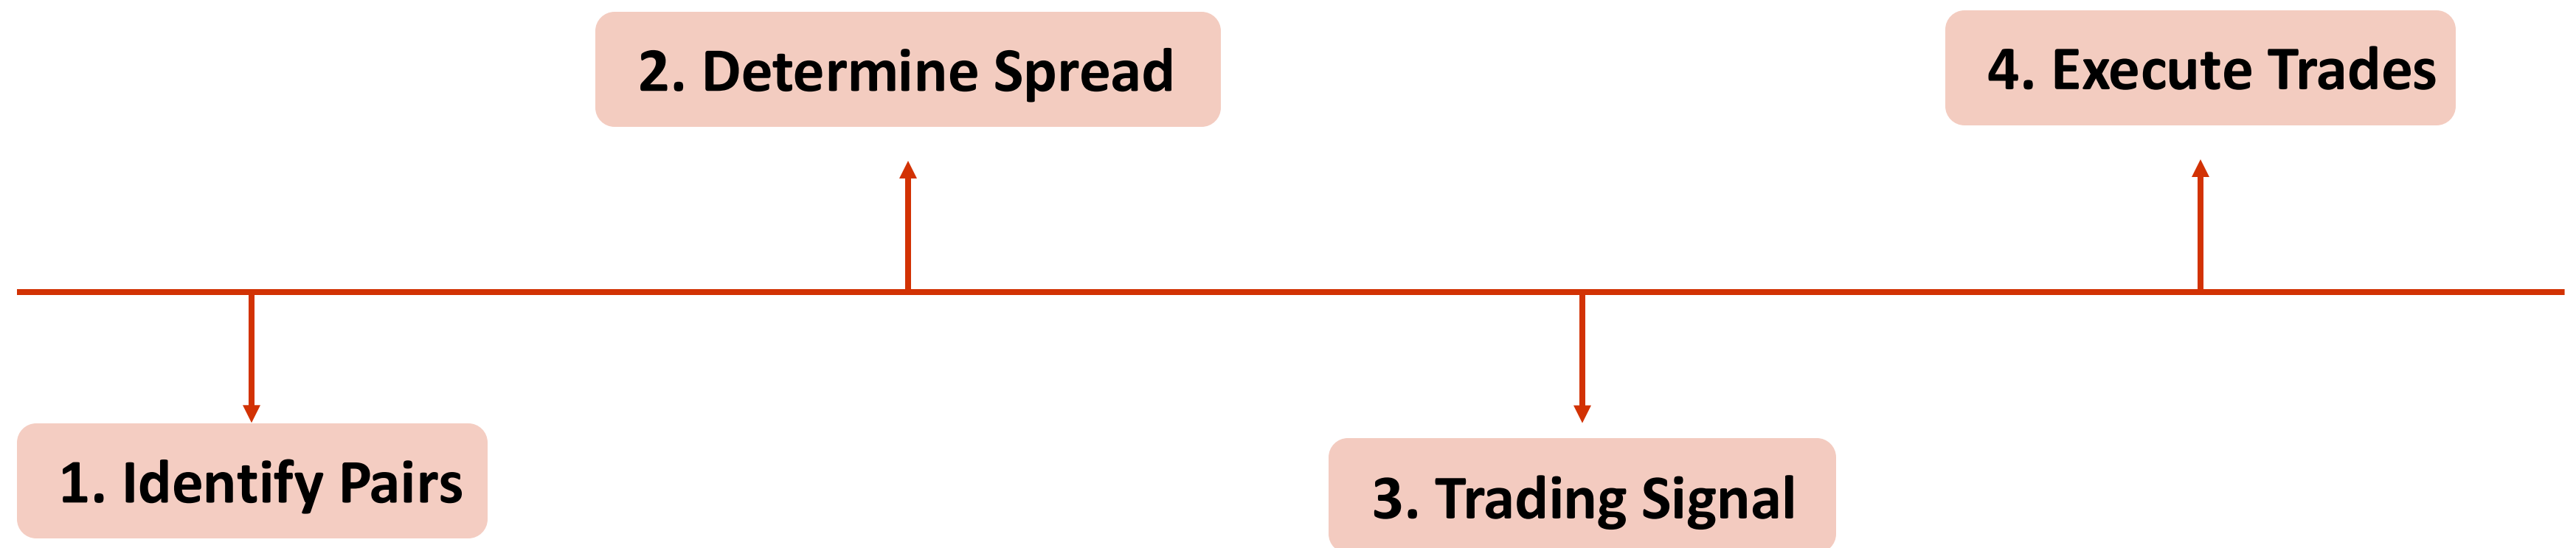 1. Identify Pairs
2. Determine Spread
3. Trading Signal
4. Execute Trades